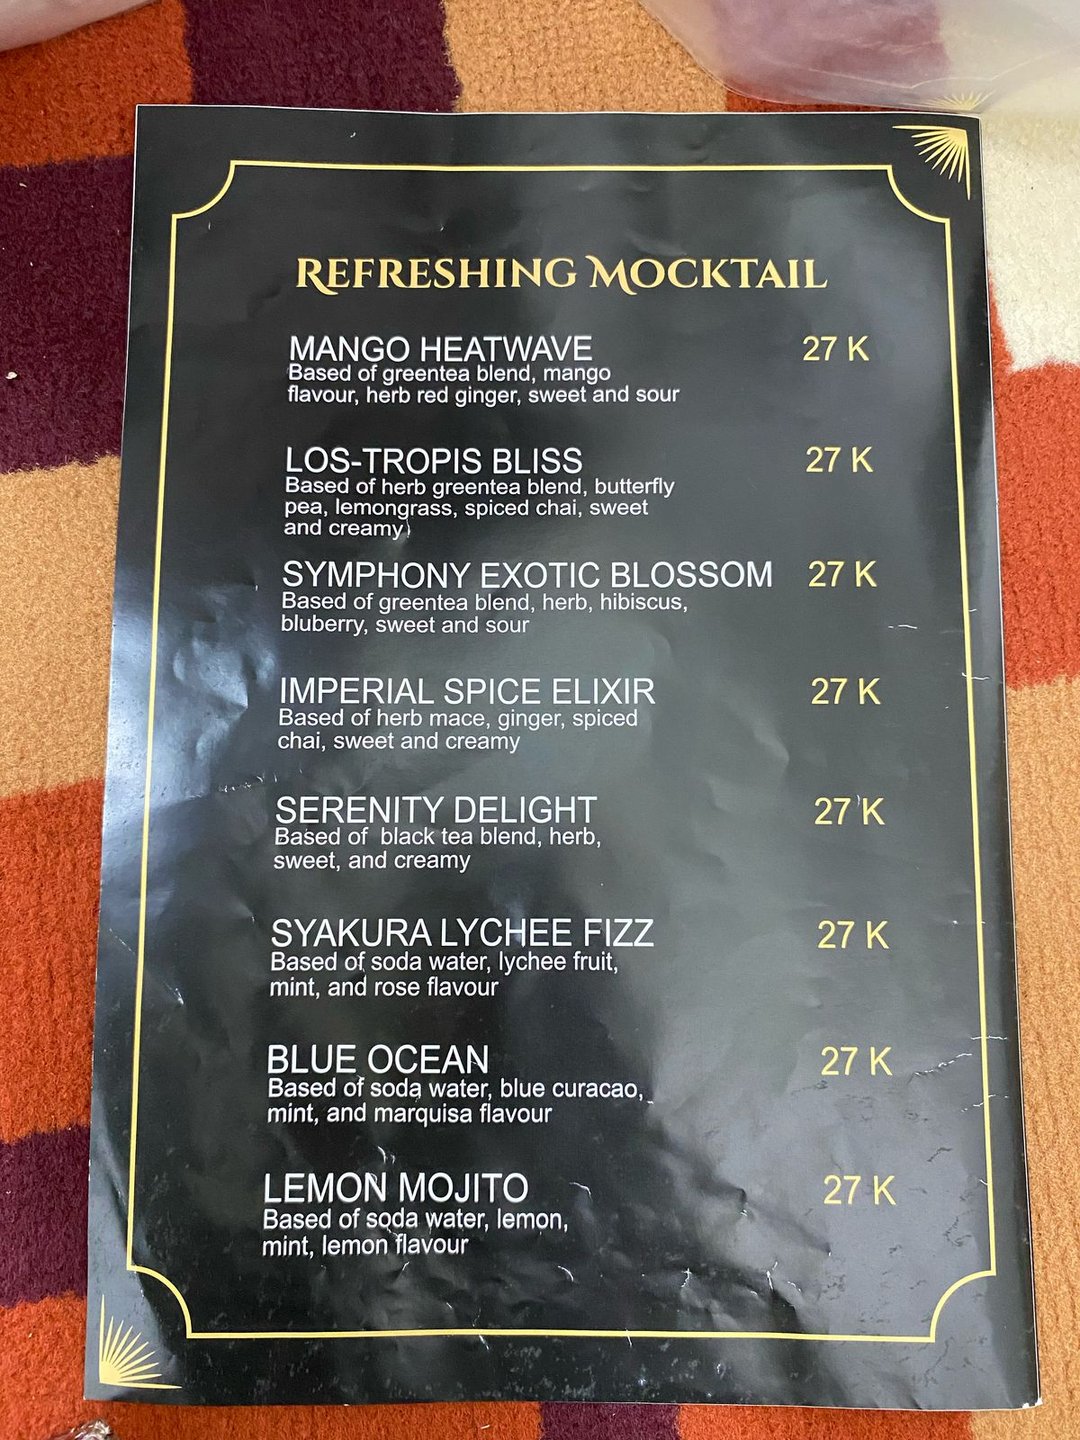 REFRESHING MOCKTAIL
MANGO HEATWAVE 27 K
Based of greentea blend, mango
flavour, herb red ginger, sweet and sour
LOS-TROPIS BLISS 27 K
Based of herb greentea blend, butterfly
pea, lemongrass, spiced chai, sweet
and creamy
SYMPHONY EXOTIC BLOSSOM 27 K
Based of greentea blend, herb, hibiscus,
bluberry, sweet and sour
IMPERIAL SPICE ELIXIR 27 K
Based of herb mace, ginger, spiced
chai, sweet and creamy
SERENITY DELIGHT 27 K
Based of black tea blend, herb,
sweet, and creamy
SYAKURA LYCHEE FIZZ 27 K
Based of soda water, lychee fruit,
mint, and rose flavour
BLUE OCEAN 27 K
Based of soda water, blue curacao,
mint, and marquisa flavour
LEMON MOJITO 27 K
Based of soda water, lemon,
mint, lemon flavour